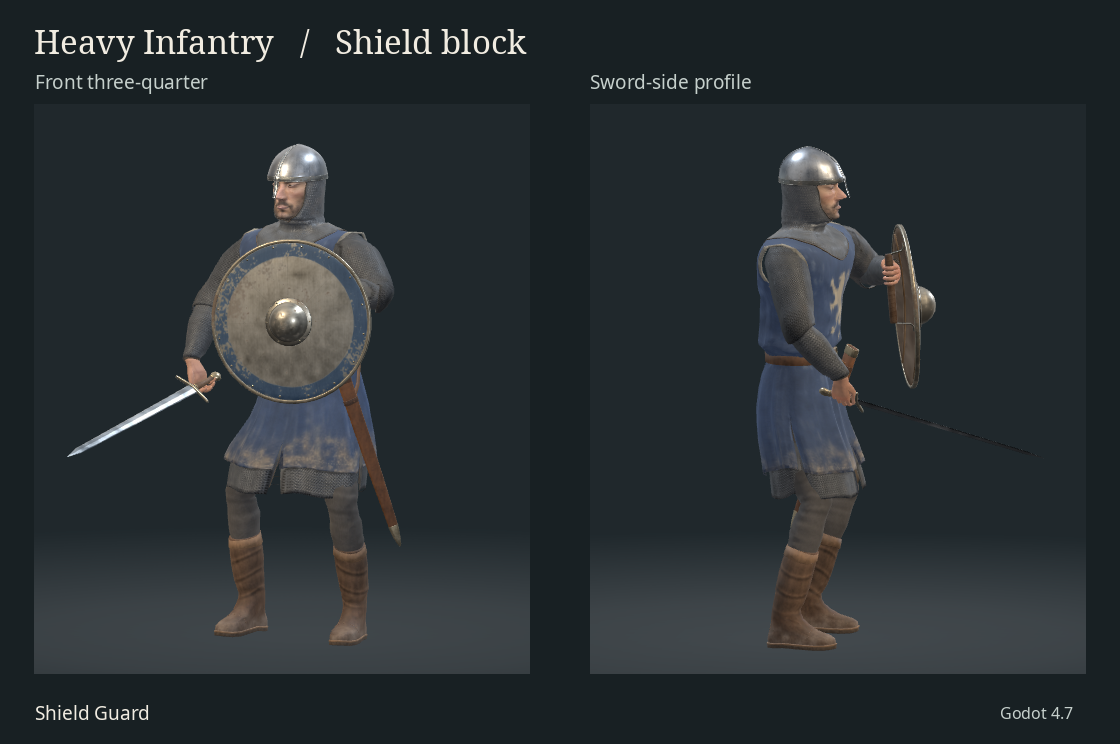 Heavy Infantry / Shield block
Front three-quarter
Sword-side profile
Shield Guard
Godot 4.7